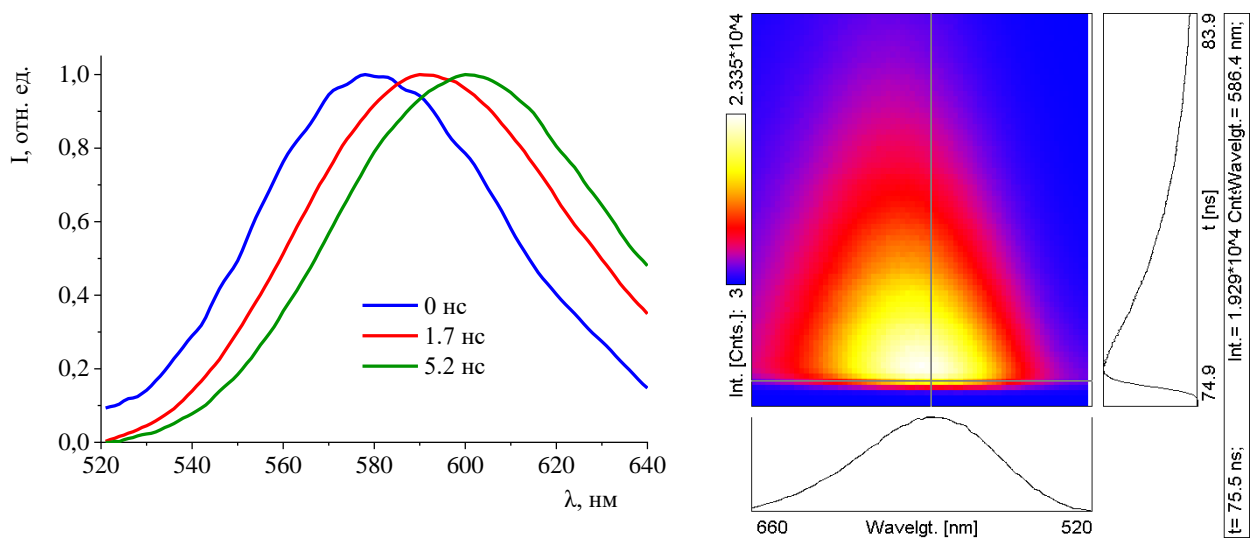 I, отн. ед.
1,0
0,8
0,6
0,4
0,2
0,0
520 540 560 580 600 620 640
λ, нм
0 нс
1.7 нс
5.2 нс
Int. [Cnts.]: 3 2.335*10^4
660 Wavelgt. [nm] 520
74.9 t [ns] 83.9
t= 75.5 ns; Int.= 1.929*10^4 Cnts Wavelgt. = 586.4 nm;